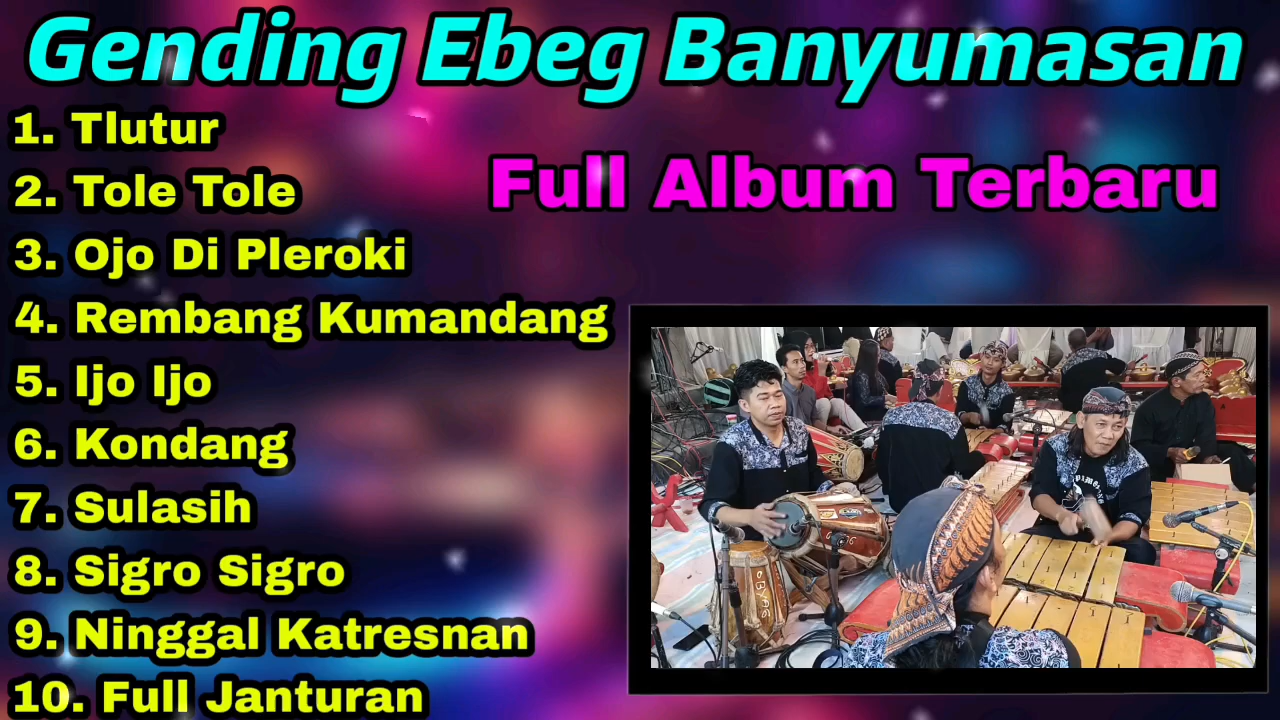 Gending Ebeg Banyumasan
Full Album Terbaru
1. Tlutur
2. Tole Tole
3. Ojo Di Pleroki
4. Rembang Kumandang
5. Ijo Ijo
6. Kondang
7. Sulasih
8. Sigro Sigro
9. Ninggal Katresnan
10. Full Janturan